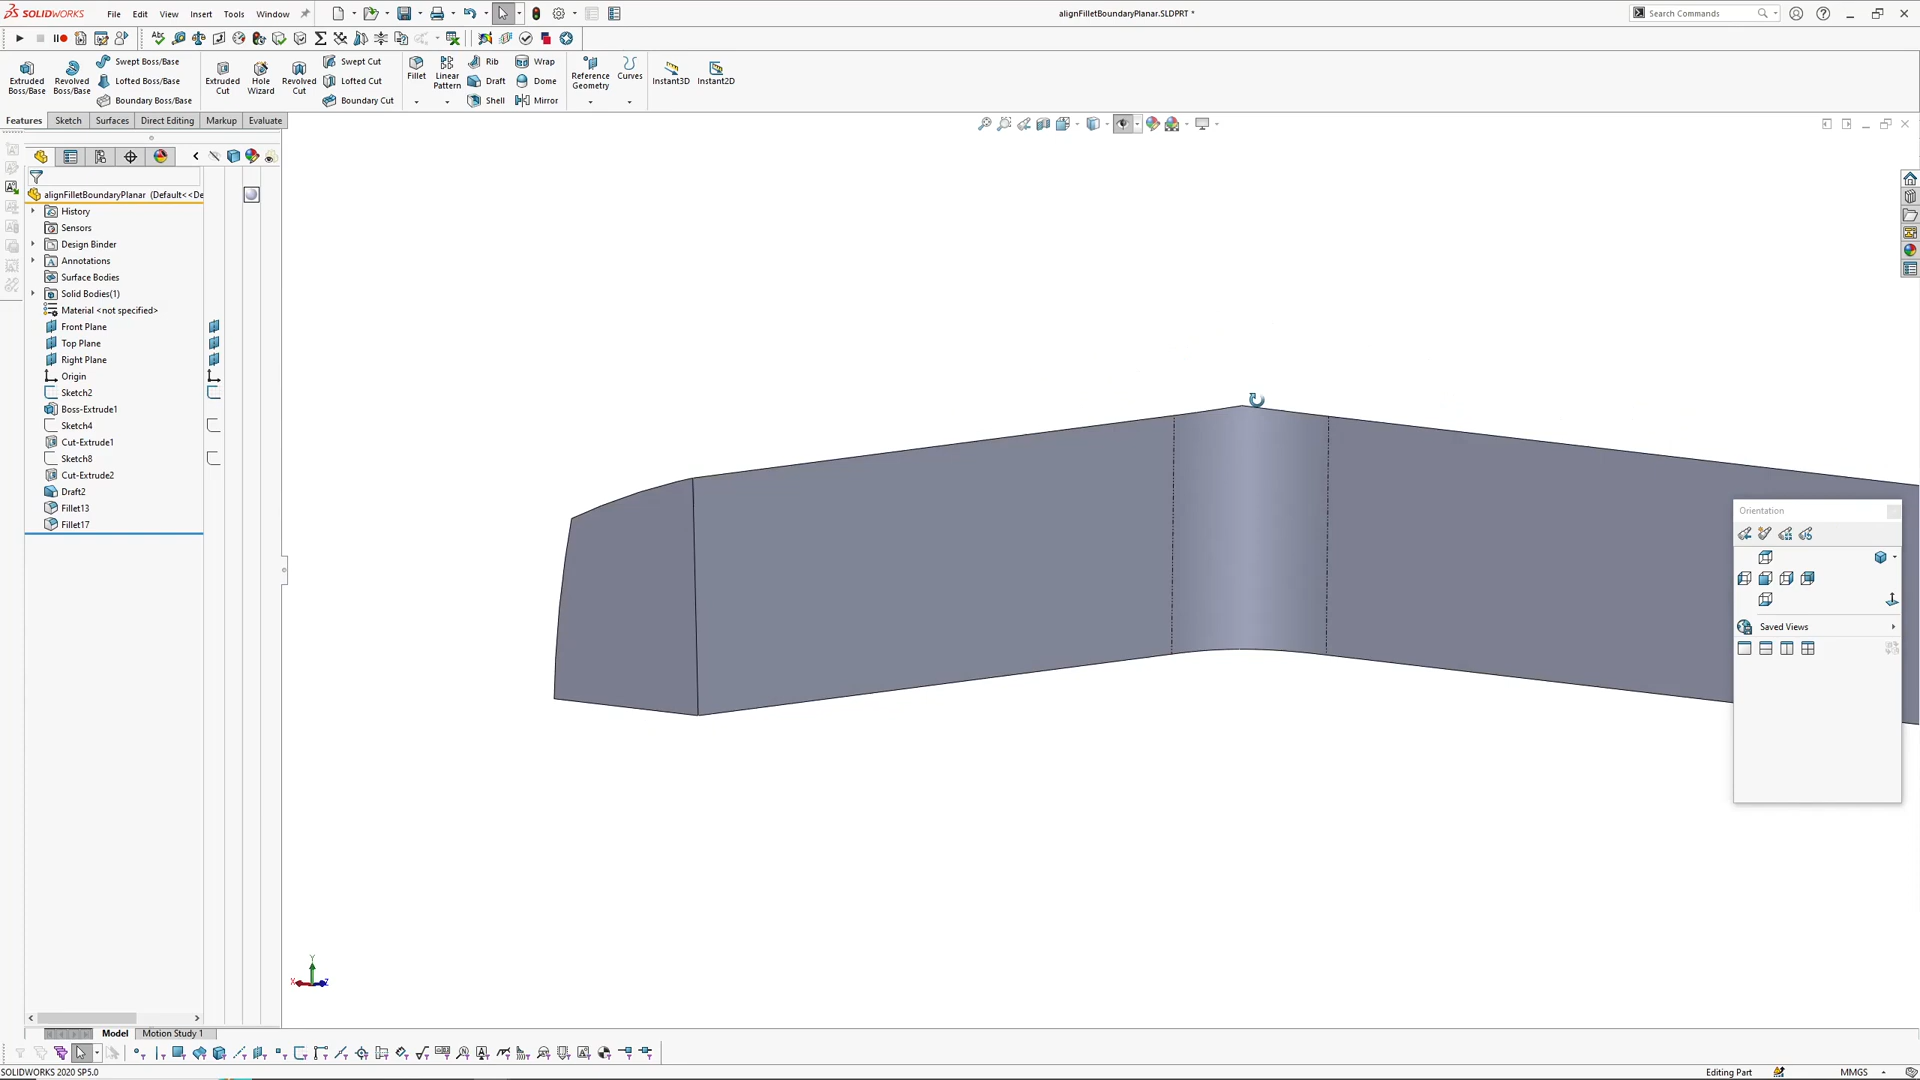 SOLIDWORKS File Edit View Insert Tools Window alignFilletBoundaryPlanar.SLDPRT * Search Commands
Extruded Boss/Base
Revolved Boss/Base
Swept Boss/Base
Lofted Boss/Base
Boundary Boss/Base
Extruded Cut
Hole Wizard
Revolved Cut
Swept Cut
Lofted Cut
Boundary Cut
Fillet
Linear Pattern
Rib
Draft
Shell
Wrap
Dome
Mirror
Reference Geometry
Curves
Instant3D
Instant2D
Features Sketch Surfaces Direct Editing Markup Evaluate
alignFilletBoundaryPlanar (Default<<De
History
Sensors
Design Binder
Annotations
Surface Bodies
Solid Bodies(1)
Material <not specified>
Front Plane
Top Plane
Right Plane
Origin
Sketch2
Boss-Extrude1
Sketch4
Cut-Extrude1
Sketch8
Cut-Extrude2
Draft2
Fillet13
Fillet17
Orientation
Saved Views
Y
X
Z
Model Motion Study 1
SOLIDWORKS 2020 SP5.0 Editing Part MMGS